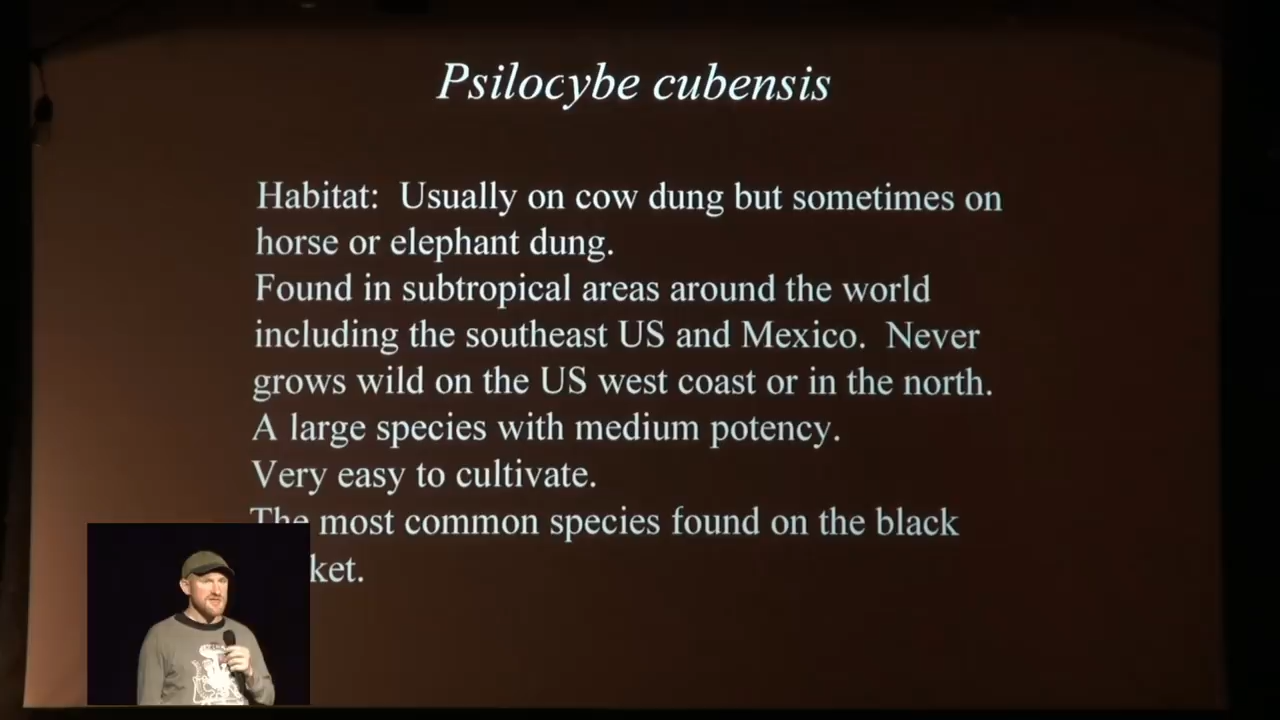 Psilocybe cubensis
Habitat: Usually on cow dung but sometimes on
horse or elephant dung.
Found in subtropical areas around the world
including the southeast US and Mexico. Never
grows wild on the US west coast or in the north.
A large species with medium potency.
Very easy to cultivate.
The most common species found on the black
ket.